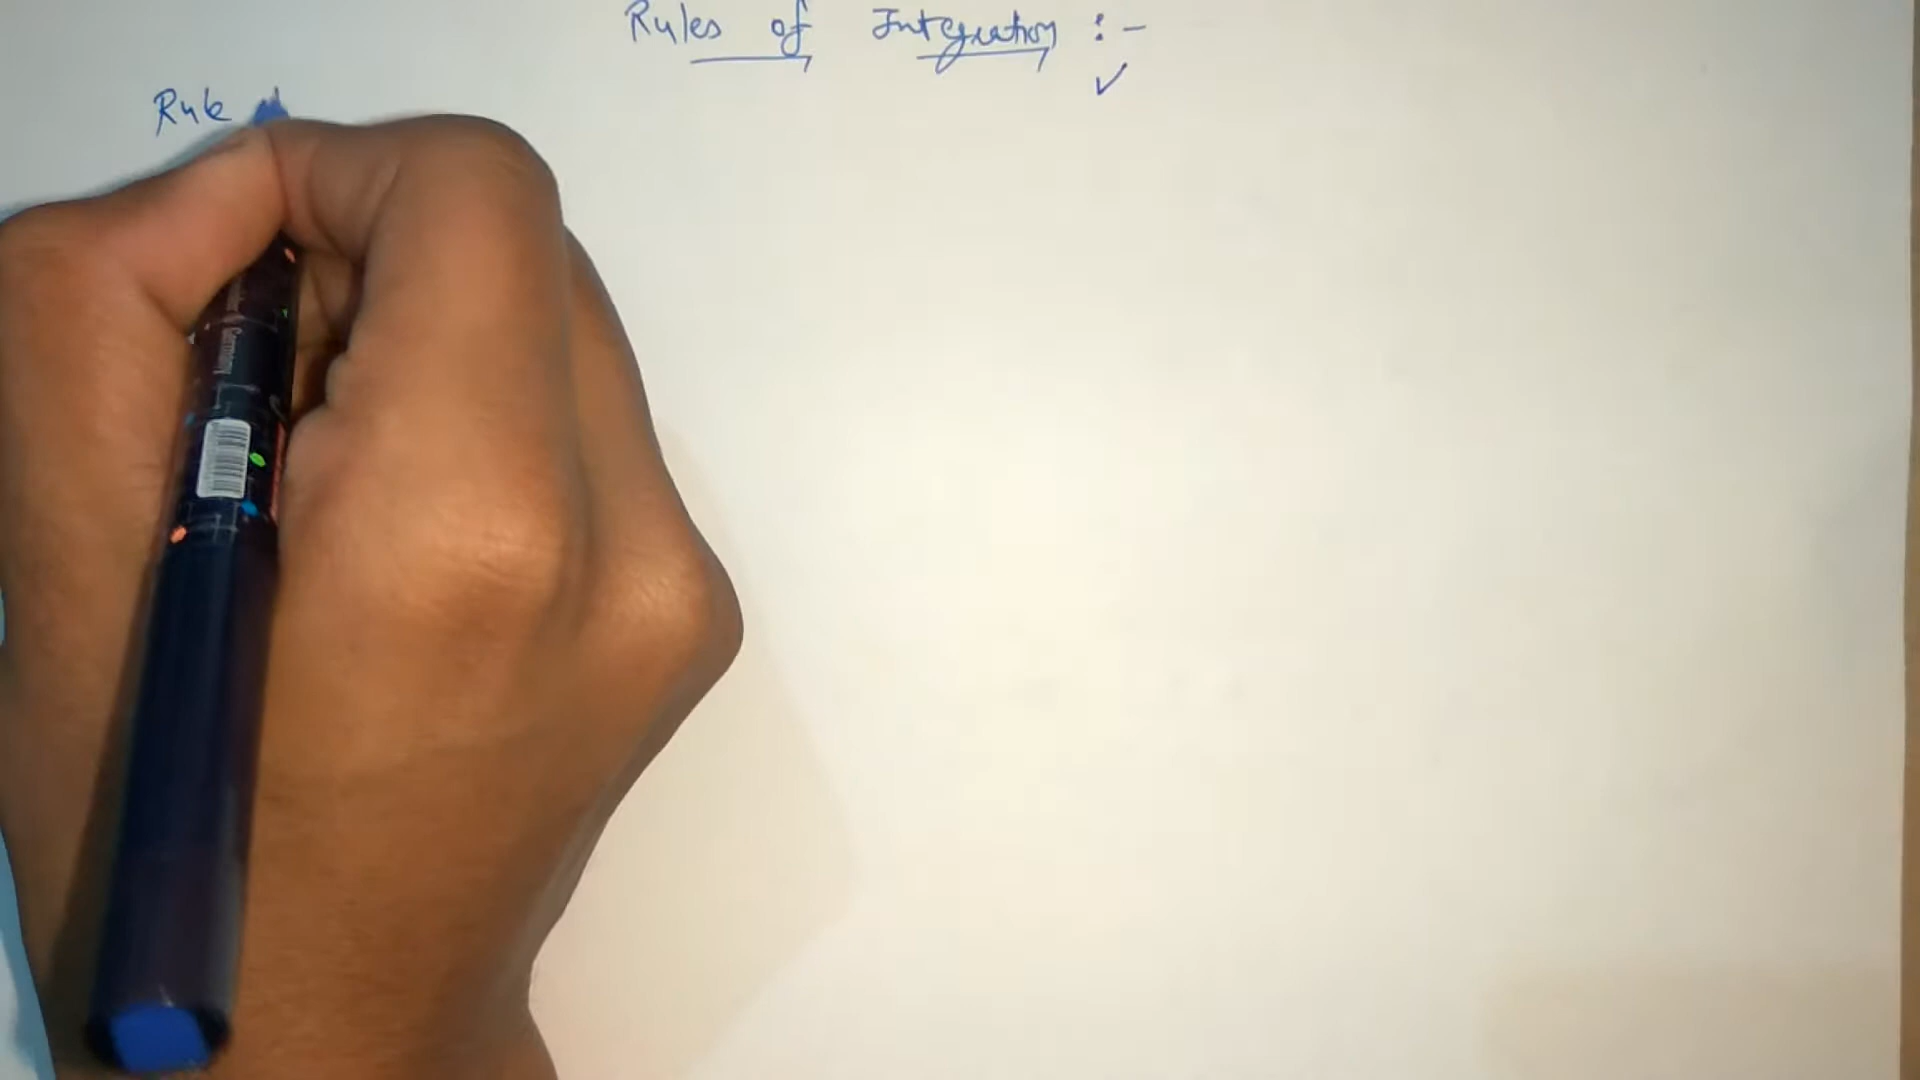 Rules of Integration :-
Rule